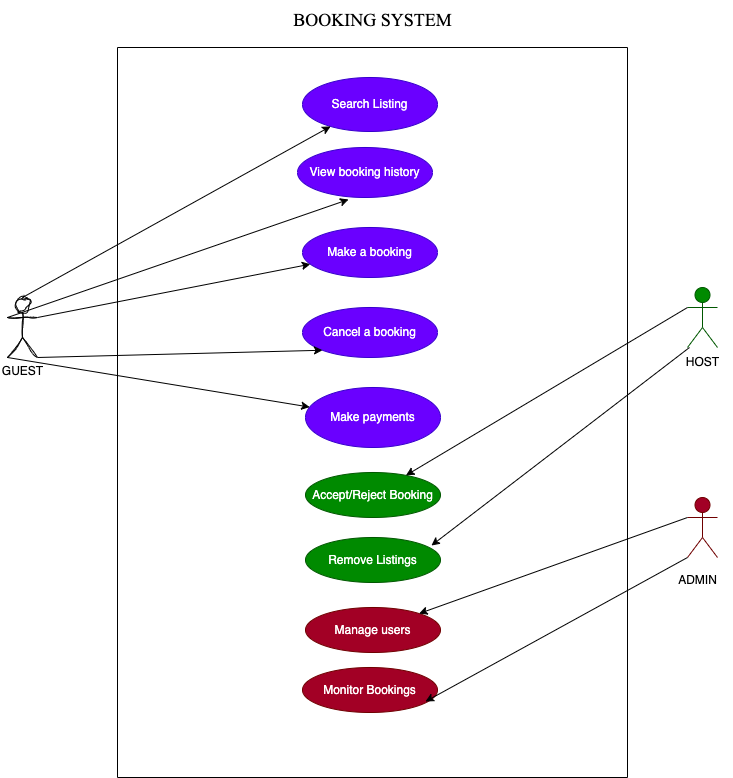 BOOKING SYSTEM
Search Listing
View booking history
Make a booking
Cancel a booking
GUEST
HOST
Make payments
Accept/Reject Booking
Remove Listings
ADMIN
Manage users
Monitor Bookings